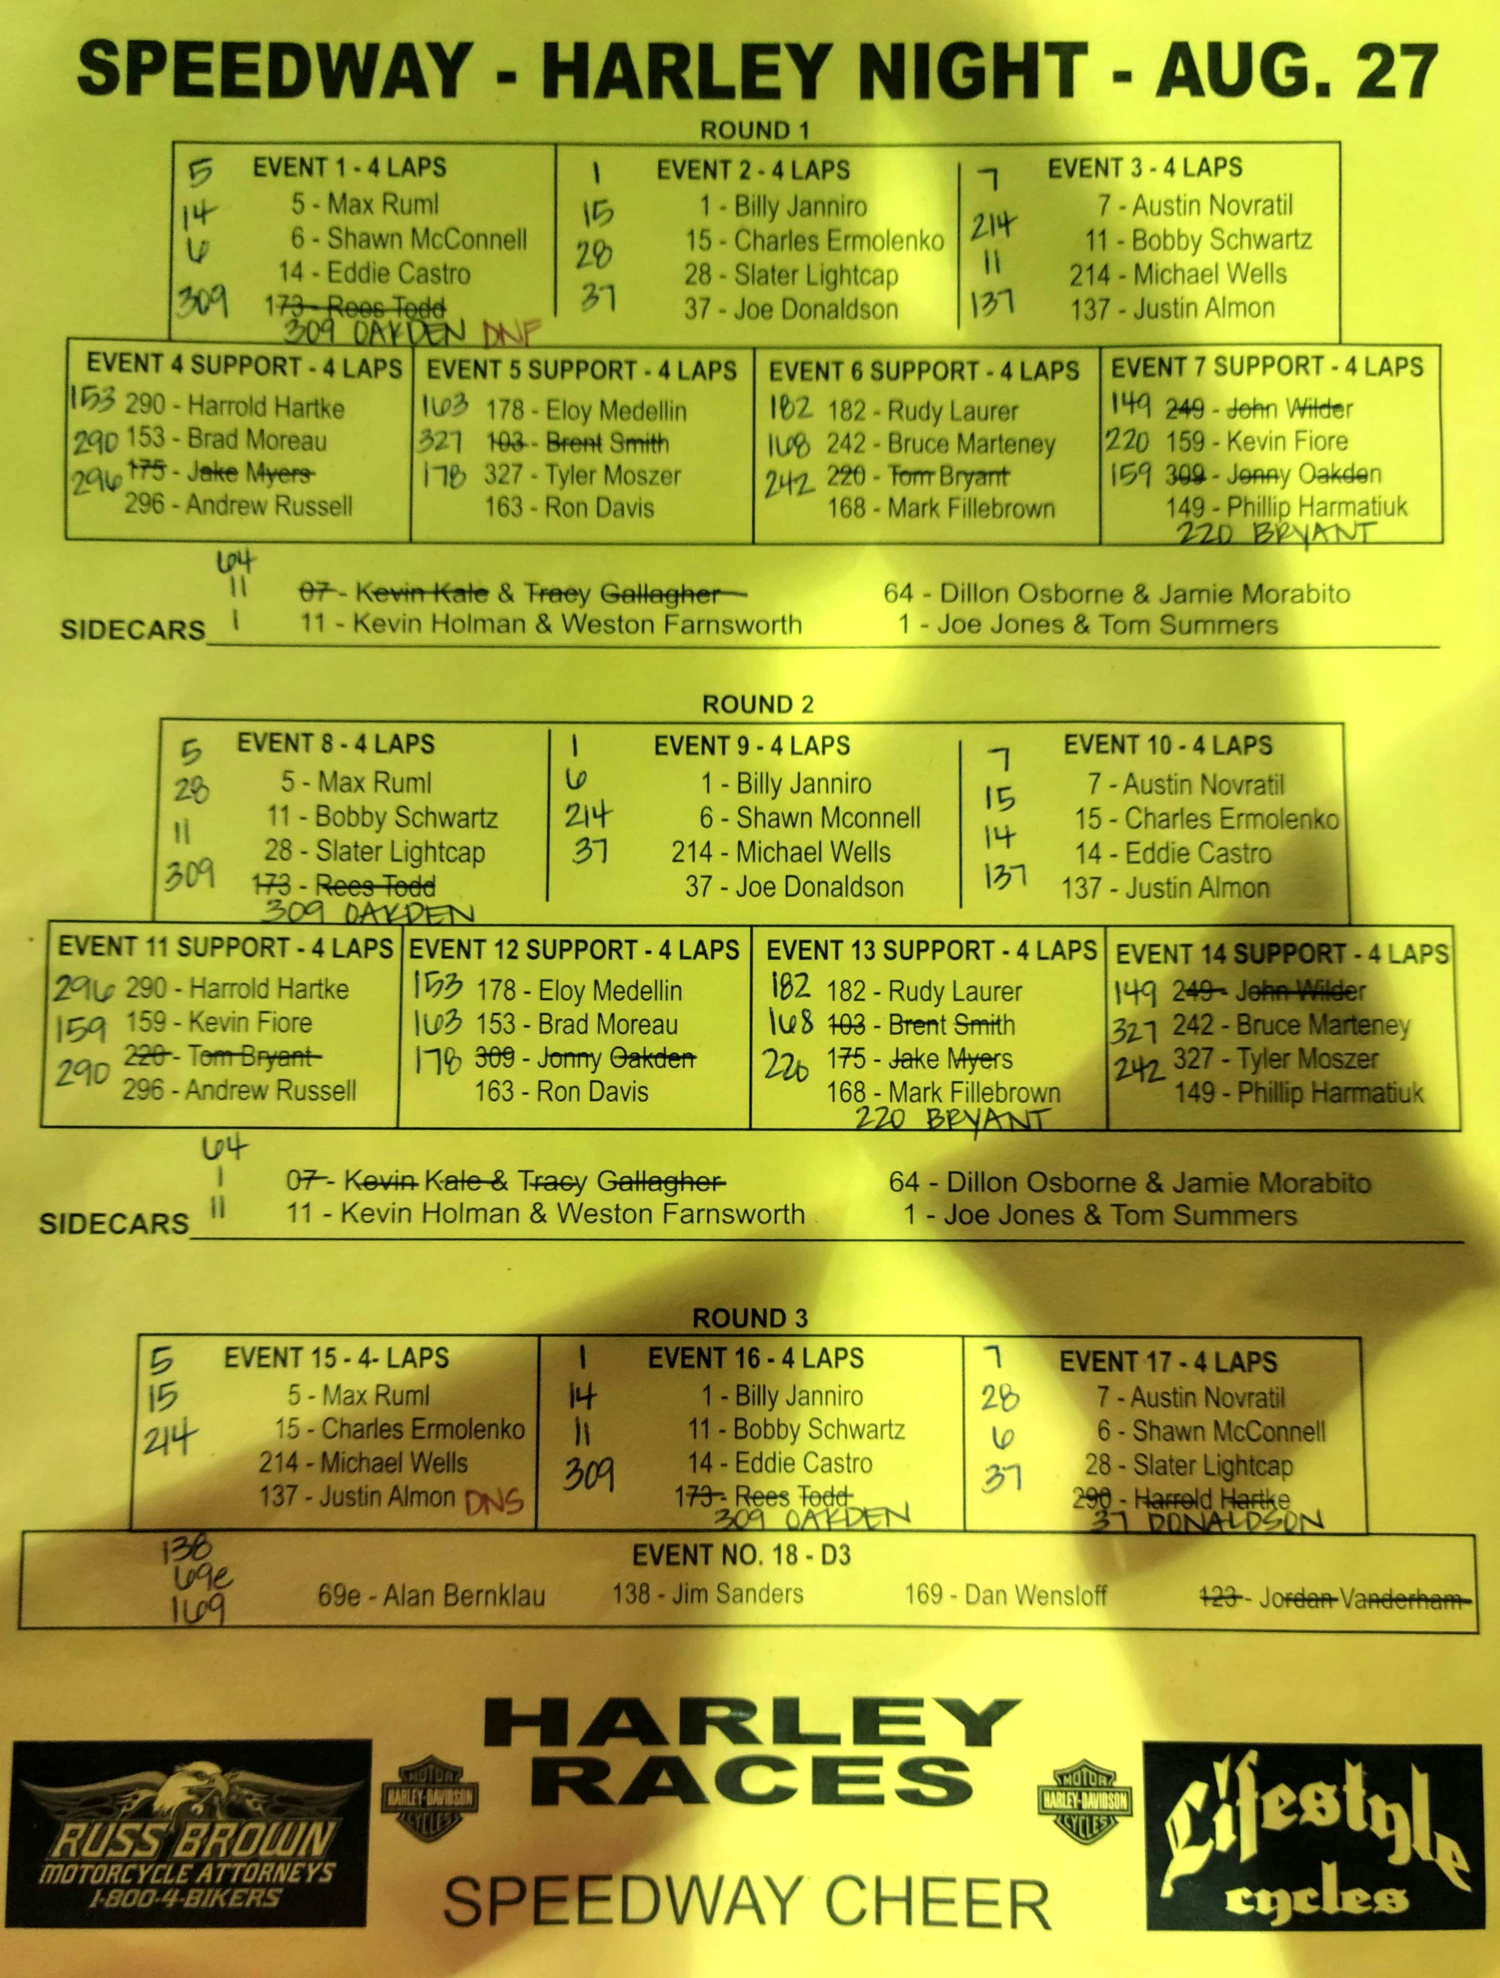 SPEEDWAY - HARLEY NIGHT - AUG. 27
ROUND 1
EVENT 1 - 4 LAPS
5
14
6
309
5 - Max Ruml
6 - Shawn McConnell
14 - Eddie Castro
173 - Rees Todd
309 OAKDEN DNF
EVENT 2 - 4 LAPS
1
15
28
37
1 - Billy Janniro
15 - Charles Ermolenko
28 - Slater Lightcap
37 - Joe Donaldson
EVENT 3 - 4 LAPS
7
214
11
137
7 - Austin Novratil
11 - Bobby Schwartz
214 - Michael Wells
137 - Justin Almon
EVENT 4 SUPPORT - 4 LAPS
153
290
296
290 - Harrold Hartke
153 - Brad Moreau
175 - Jake Myers
296 - Andrew Russell
EVENT 5 SUPPORT - 4 LAPS
163
327
178
178 - Eloy Medellin
103 - Brent Smith
327 - Tyler Moszer
163 - Ron Davis
EVENT 6 SUPPORT - 4 LAPS
182
168
242
182 - Rudy Laurer
242 - Bruce Marteney
220 - Tom Bryant
168 - Mark Fillebrown
EVENT 7 SUPPORT - 4 LAPS
149
220
159
249 - John Wilder
159 - Kevin Fiore
309 - Jonny Oakden
149 - Phillip Harmatiuk
220 BRYANT
64
11
1
07 - Kevin Kale & Tracy Gallagher
64 - Dillon Osborne & Jamie Morabito
SIDECARS
11 - Kevin Holman & Weston Farnsworth
1 - Joe Jones & Tom Summers
ROUND 2
EVENT 8 - 4 LAPS
5
28
11
309
5 - Max Ruml
11 - Bobby Schwartz
28 - Slater Lightcap
173 - Rees Todd
309 OAKDEN
EVENT 9 - 4 LAPS
1
6
214
37
1 - Billy Janniro
6 - Shawn Mconnell
214 - Michael Wells
37 - Joe Donaldson
EVENT 10 - 4 LAPS
7
15
14
137
7 - Austin Novratil
15 - Charles Ermolenko
14 - Eddie Castro
137 - Justin Almon
EVENT 11 SUPPORT - 4 LAPS
296
159
290
290 - Harrold Hartke
159 - Kevin Fiore
220 - Tom Bryant
296 - Andrew Russell
EVENT 12 SUPPORT - 4 LAPS
153
163
178
178 - Eloy Medellin
153 - Brad Moreau
309 - Jonny Oakden
163 - Ron Davis
EVENT 13 SUPPORT - 4 LAPS
182
168
220
182 - Rudy Laurer
103 - Brent Smith
175 - Jake Myers
168 - Mark Fillebrown
220 BRYANT
EVENT 14 SUPPORT - 4 LAPS
149
327
242
249 - John Wilder
242 - Bruce Marteney
327 - Tyler Moszer
149 - Phillip Harmatiuk
64
1
11
07 - Kevin Kale & Tracy Gallagher
64 - Dillon Osborne & Jamie Morabito
SIDECARS
11 - Kevin Holman & Weston Farnsworth
1 - Joe Jones & Tom Summers
ROUND 3
EVENT 15 - 4- LAPS
5
15
214
5 - Max Ruml
15 - Charles Ermolenko
214 - Michael Wells
137 - Justin Almon DNS
EVENT 16 - 4 LAPS
1
14
11
309
1 - Billy Janniro
11 - Bobby Schwartz
14 - Eddie Castro
173 - Rees Todd
309 OAKDEN
EVENT 17 - 4 LAPS
7
28
6
37
7 - Austin Novratil
6 - Shawn McConnell
28 - Slater Lightcap
290 - Harrold Hartke
37 DONALDSON
EVENT NO. 18 - D3
138
69e
169
69e - Alan Bernklau
138 - Jim Sanders
169 - Dan Wensloff
123 - Jordan Vanderham
HARLEY
RACES
SPEEDWAY CHEER
RUSS BROWN
MOTORCYCLE ATTORNEYS
1-800-4-BIKERS
MOTOR
HARLEY-DAVIDSON
CYCLES
MOTOR
HARLEY-DAVIDSON
CYCLES
Lifestyle
cycles